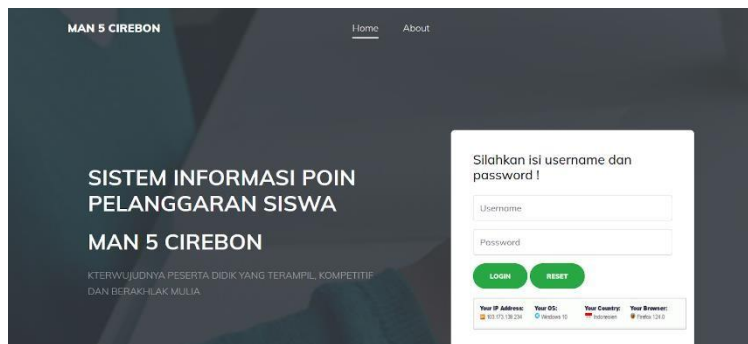 MAN 5 CIREBON
Home About
SISTEM INFORMASI POIN
PELANGGARAN SISWA
MAN 5 CIREBON
KTERWUJUDNYA PESERTA DIDIK YANG TERAMPIL, KOMPETITIF
DAN BERAKHLAK MULIA
Silahkan isi username dan
password !
Username
Password
LOGIN RESET
Your IP Address: Your OS: Your Country: Your Browser:
Windows 10 Indonesian Firefox 124.0